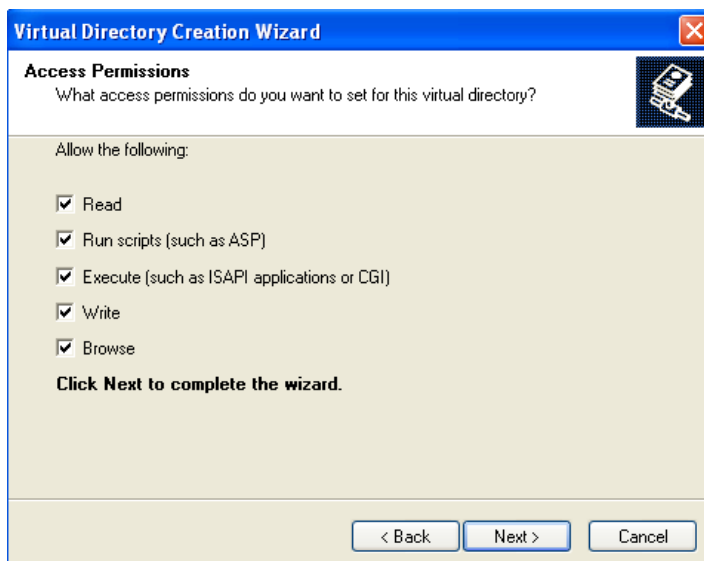 Virtual Directory Creation Wizard
Access Permissions
What access permissions do you want to set for this virtual directory?
Allow the following:
Read
Run scripts (such as ASP)
Execute (such as ISAPI applications or CGI)
Write
Browse
Click Next to complete the wizard.
< Back Next > Cancel